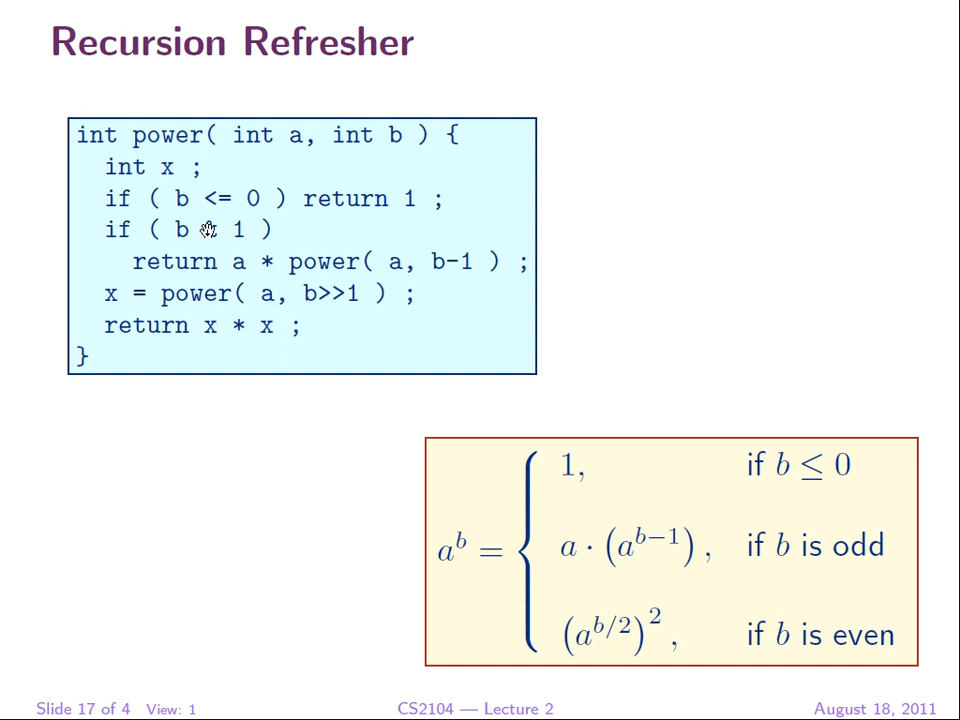 Recursion Refresher
int power( int a, int b ) {
int x ;
if ( b <= 0 ) return 1 ;
if ( b 1 )
return a * power( a, b-1 ) ;
x = power( a, b>>1 ) ;
return x * x ;
}
1, if b ≤ 0
a^b = { a · (a^{b−1}) , if b is odd
(a^{b/2})^2 , if b is even
Slide 17 of 4 View: 1 CS2104 — Lecture 2 August 18, 2011